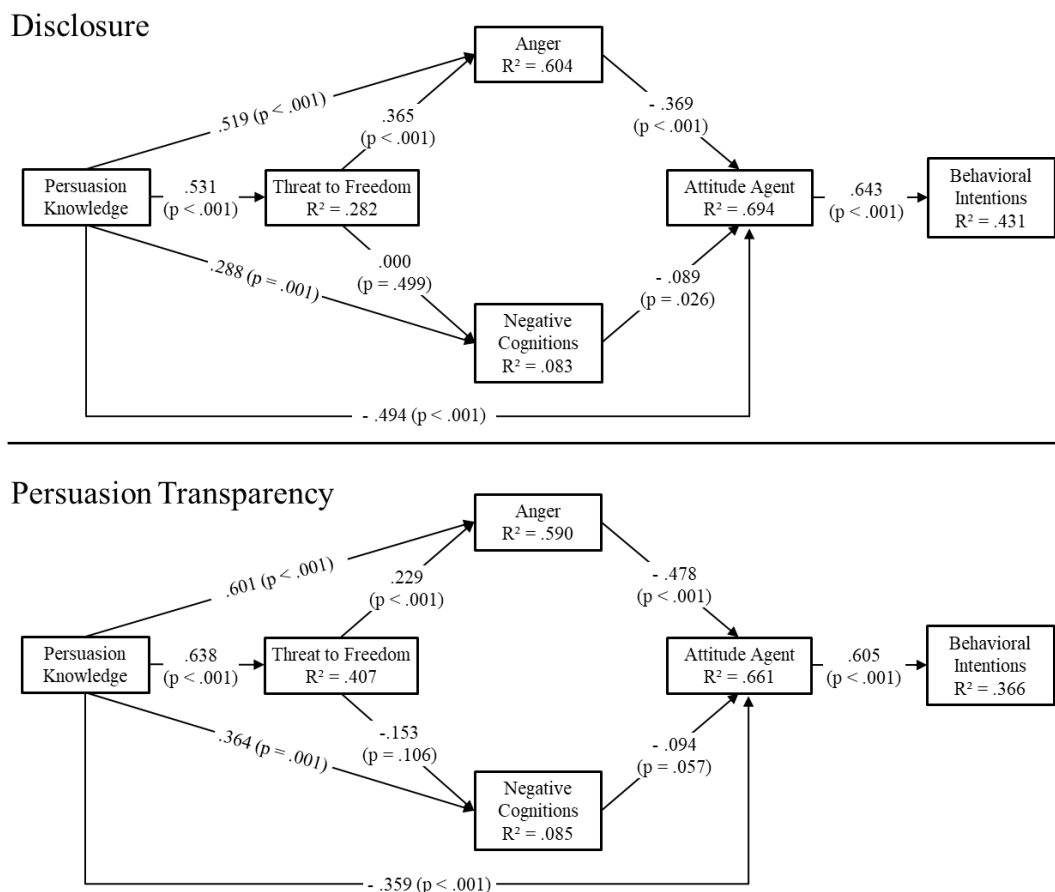 Disclosure
Anger
R² = .604
.519 (p < .001)
.365
(p < .001)
- .369
(p < .001)
Persuasion
Knowledge
.531
(p < .001)
Threat to Freedom
R² = .282
Attitude Agent
R² = .694
.643
(p < .001)
Behavioral
Intentions
R² = .431
.288 (p = .001)
.000
(p = .499)
- .089
(p = .026)
Negative
Cognitions
R² = .083
- .494 (p < .001)
Persuasion Transparency
Anger
R² = .590
.601 (p < .001)
.229
(p < .001)
- .478
(p < .001)
Persuasion
Knowledge
.638
(p < .001)
Threat to Freedom
R² = .407
Attitude Agent
R² = .661
.605
(p < .001)
Behavioral
Intentions
R² = .366
.364 (p = .001)
-.153
(p = .106)
- .094
(p = .057)
Negative
Cognitions
R² = .085
- .359 (p < .001)